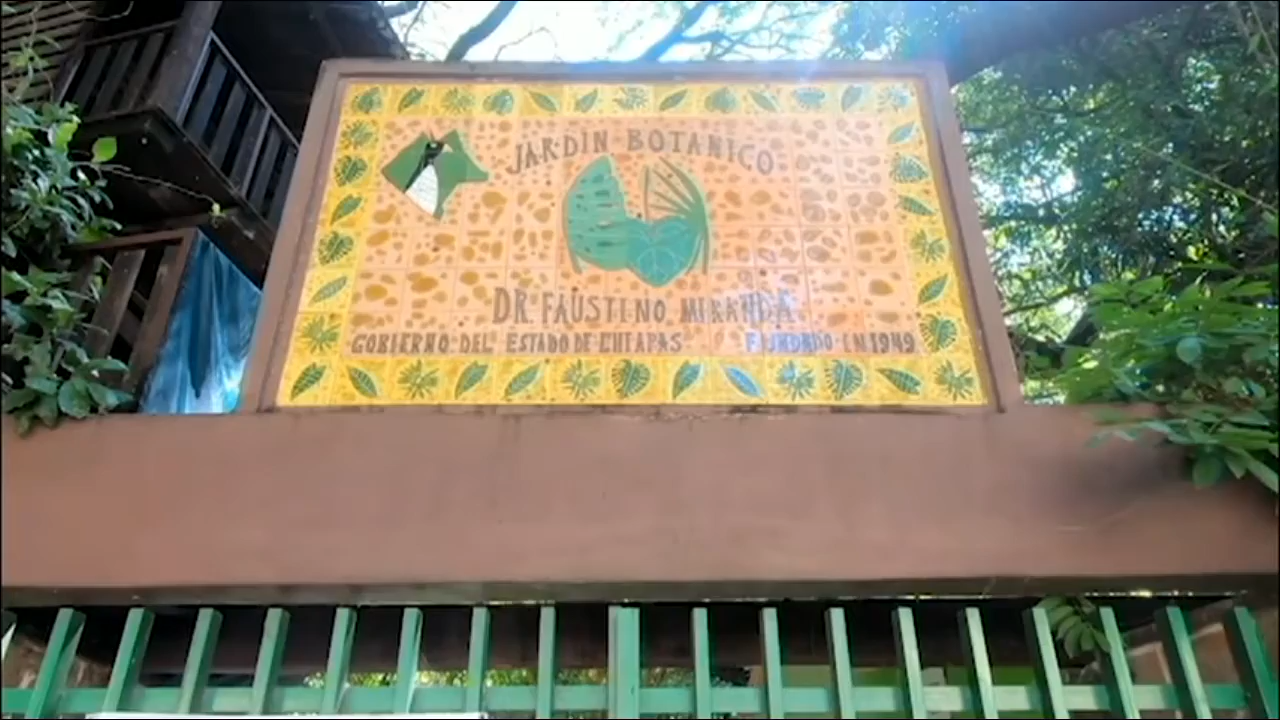 JARDIN BOTANICO
DR. FAUSTINO MIRANDA
GOBIERNO DEL ESTADO DE CHIAPAS FUNDADO EN 1949